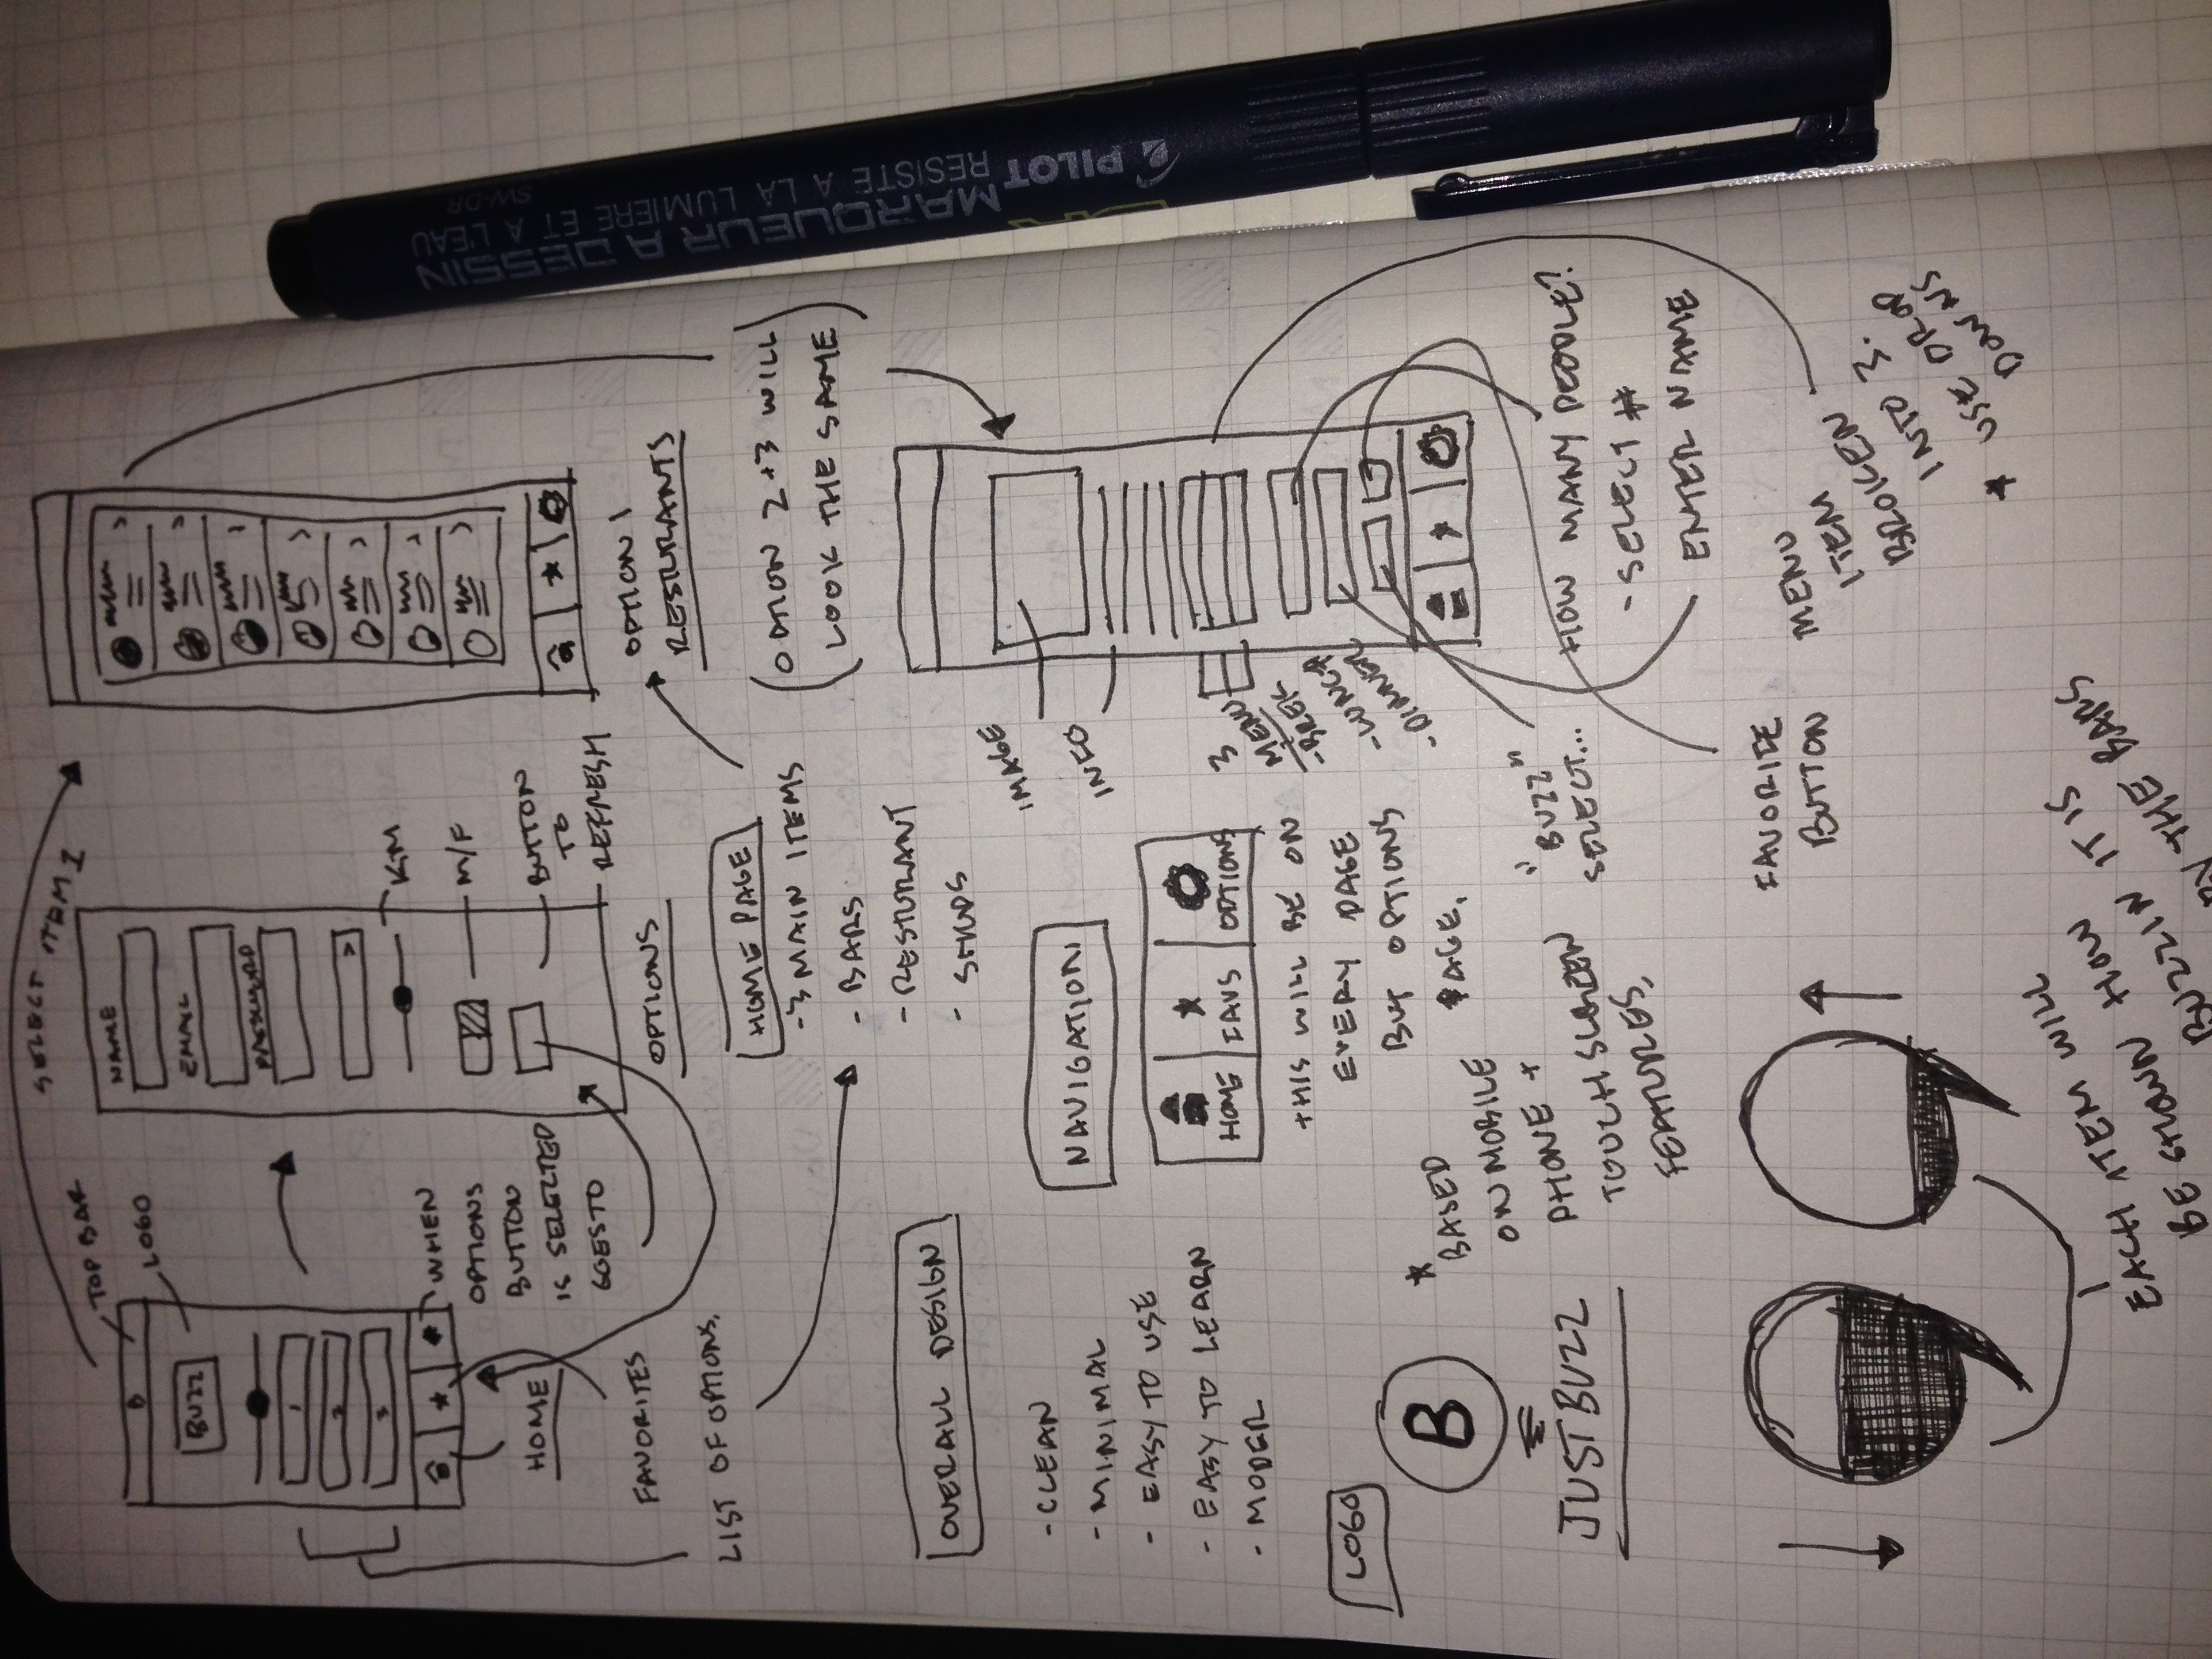 SELECT ITEM 1
TOP BAR
B
LOGO
BUZZ
1
2
3
WHEN
OPTIONS
BUTTON
IS SELECTED
GOES TO
HOME
FAVORITES
LIST OF OPTIONS.
NAME
EMAIL
PASSWORD
>
KM
M/F
BUTTON
TO
REFRESH
OPTIONS
OPTION 1
RESTURANTS
(OPTION 2+3 WILL
LOOK THE SAME)
HOME PAGE
-3 MAIN ITEMS
- BARS
- RESTURANT
OVERALL DESIGN
- CLEAN
- MINIMAL
- EASY TO USE
- EASY TO LEARN
- MODER
NAVIGATION
HOME
FAVS
OPTIONS
THIS WILL BE ON
EVERY PAGE
BUT OPTIONS
PAGE.
IMAGE
INFO
3
MENU
- BREK
- LUNCH
- DINNER
LOGO
B
JUSTBUZZ
* BASED
ON MOBILE
PHONE +
TOUCH SCREEN
FEATURES.
"BUZZ"
SELECT...
HOW MANY PEOPLE?
- SELECT #
ENTER NAME
FAVORITE
BUTTON
MENU
ITEM
BROKEN
INTO 3.
* USE DROP
DOWNS
EACH ITEM WILL
BE SHOWN HOW
BUZZIN IT IS
BY THE BARS
PILOT MARQUEUR A DESSIN
RESISTE A LA LUMIERE ET A L'EAU
SW-DR